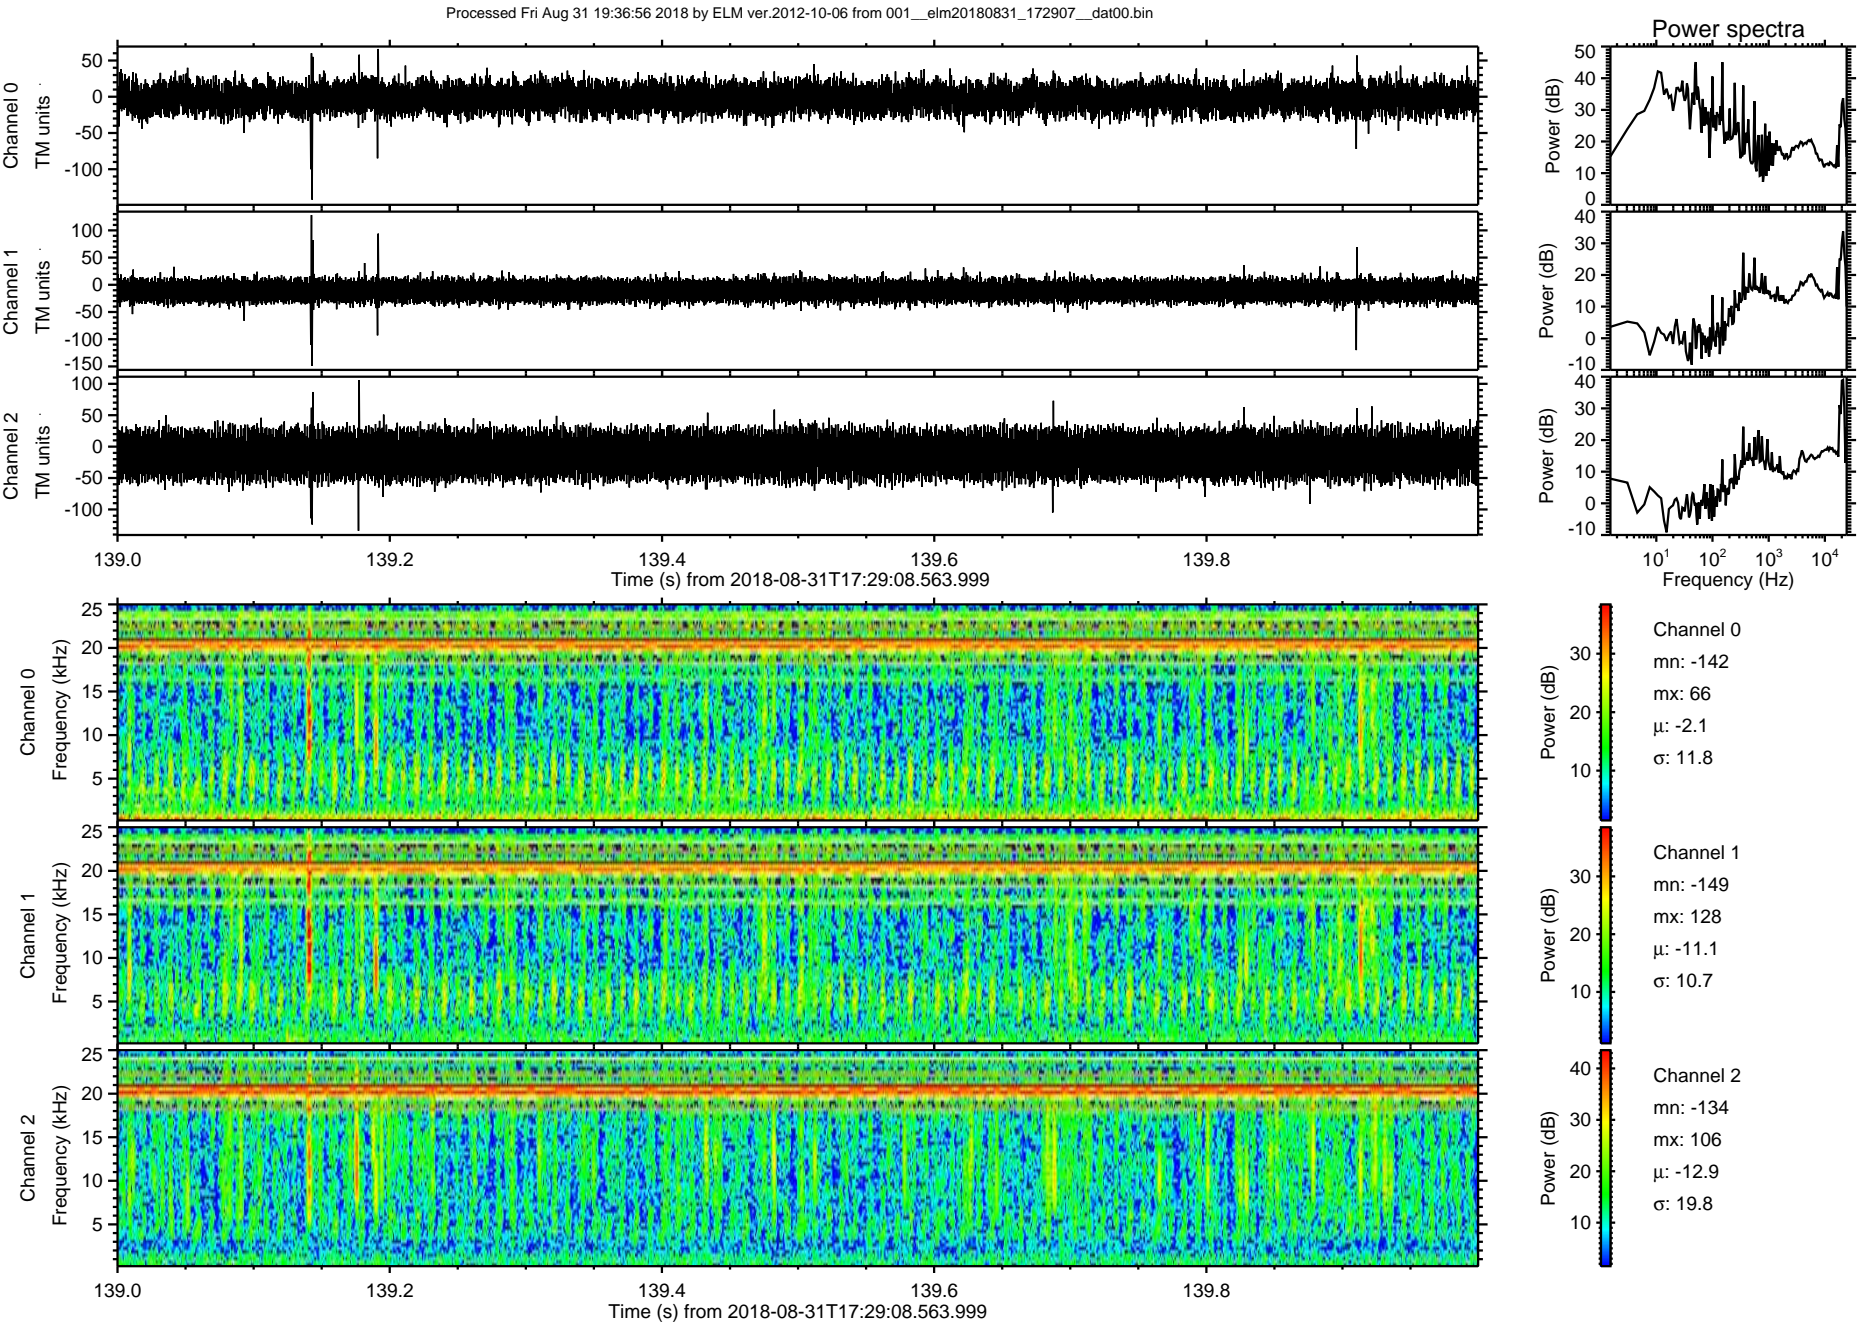 Processed Fri Aug 31 19:36:56 2018 by ELM ver.2012-10-06 from 001__elm20180831_172907__dat00.bin
Power spectra
Channel 0
TM units
50
0
-50
-100
Power (dB)
50
40
30
20
10
0
Channel 1
TM units
100
50
0
-50
-100
-150
Power (dB)
40
30
20
10
0
-10
Channel 2
TM units
100
50
0
-50
-100
Power (dB)
40
30
20
10
0
-10
139.0 139.2 139.4 139.6 139.8
Time (s) from 2018-08-31T17:29:08.563.999
10¹ 10² 10³ 10⁴
Frequency (Hz)
Channel 0
Frequency (kHz)
25
20
15
10
5
Power (dB)
30
20
10
Channel 0
mn: -142
mx: 66
μ: -2.1
σ: 11.8
Channel 1
Frequency (kHz)
25
20
15
10
5
Power (dB)
30
20
10
Channel 1
mn: -149
mx: 128
μ: -11.1
σ: 10.7
Channel 2
Frequency (kHz)
25
20
15
10
5
Power (dB)
40
30
20
10
Channel 2
mn: -134
mx: 106
μ: -12.9
σ: 19.8
139.0 139.2 139.4 139.6 139.8
Time (s) from 2018-08-31T17:29:08.563.999